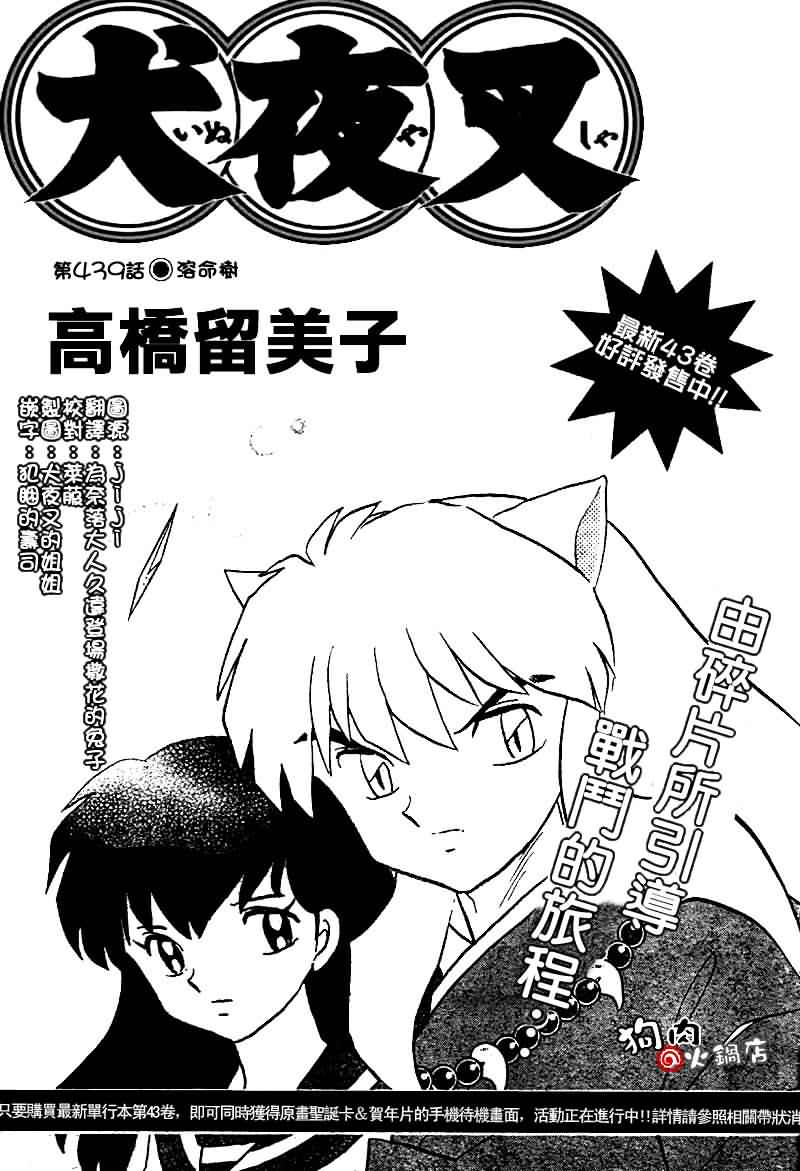 犬夜叉
いぬ や しゃ
第439話●落命樹
高橋留美子
最新43卷
好評發售中!!
圖源：jiji
翻譯：為奈落大人久違登場撒花的兔子
校對：萊服
製圖：犬夜叉的姐姐
嵌字：犯睏的壽司
由碎片所引導
戰鬥的旅程…
狗肉
火鍋店
只要購買最新單行本第43卷，即可同時獲得原畫聖誕卡＆賀年片的手機待機畫面，活動正在進行中!!詳情請參照相關帶狀消